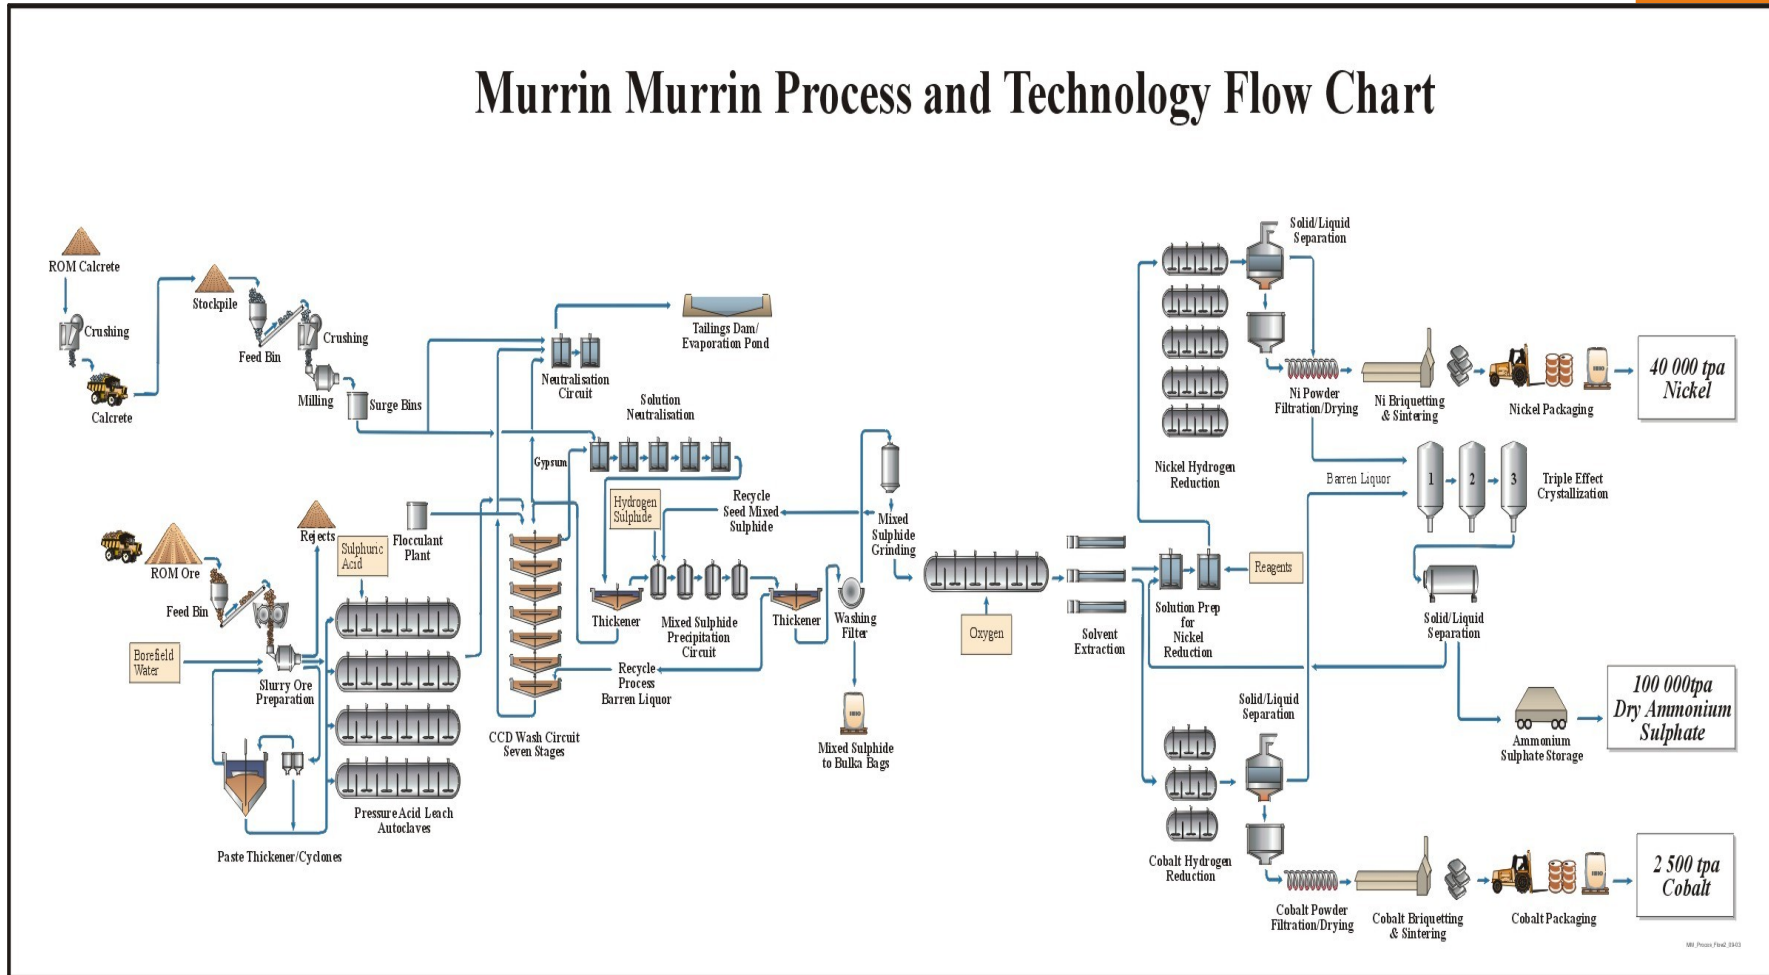 Murrin Murrin Process and Technology Flow Chart
ROM Calcrete
Crushing
Calcrete
Stockpile
Feed Bin
Crushing
Milling
Surge Bins
Neutralisation
Circuit
Tailings Dam/
Evaporation Pond
Solution
Neutralisation
Gypsum
ROM Ore
Feed Bin
Rejects
Borefield
Water
Slurry Ore
Preparation
Paste Thickener/Cyclones
Sulphuric
Acid
Pressure Acid Leach
Autoclaves
Flocculant
Plant
CCD Wash Circuit
Seven Stages
Hydrogen
Sulphide
Recycle
Seed Mixed
Sulphide
Thickener
Mixed Sulphide
Precipitation
Circuit
Thickener
Recycle
Process
Barren Liquor
Washing
Filter
Mixed Sulphide
to Bulka Bags
Mixed
Sulphide
Grinding
Oxygen
Solvent
Extraction
Solution Prep
for
Nickel
Reduction
Reagents
Nickel Hydrogen
Reduction
Solid/Liquid
Separation
Ni Powder
Filtration/Drying
Ni Briquetting
& Sintering
Nickel Packaging
40 000 tpa
Nickel
Barren Liquor
1
2
3
Triple Effect
Crystallization
Solid/Liquid
Separation
Ammonium
Sulphate Storage
100 000tpa
Dry Ammonium
Sulphate
Solid/Liquid
Separation
Cobalt Hydrogen
Reduction
Cobalt Powder
Filtration/Drying
Cobalt Briquetting
& Sintering
Cobalt Packaging
2 500 tpa
Cobalt